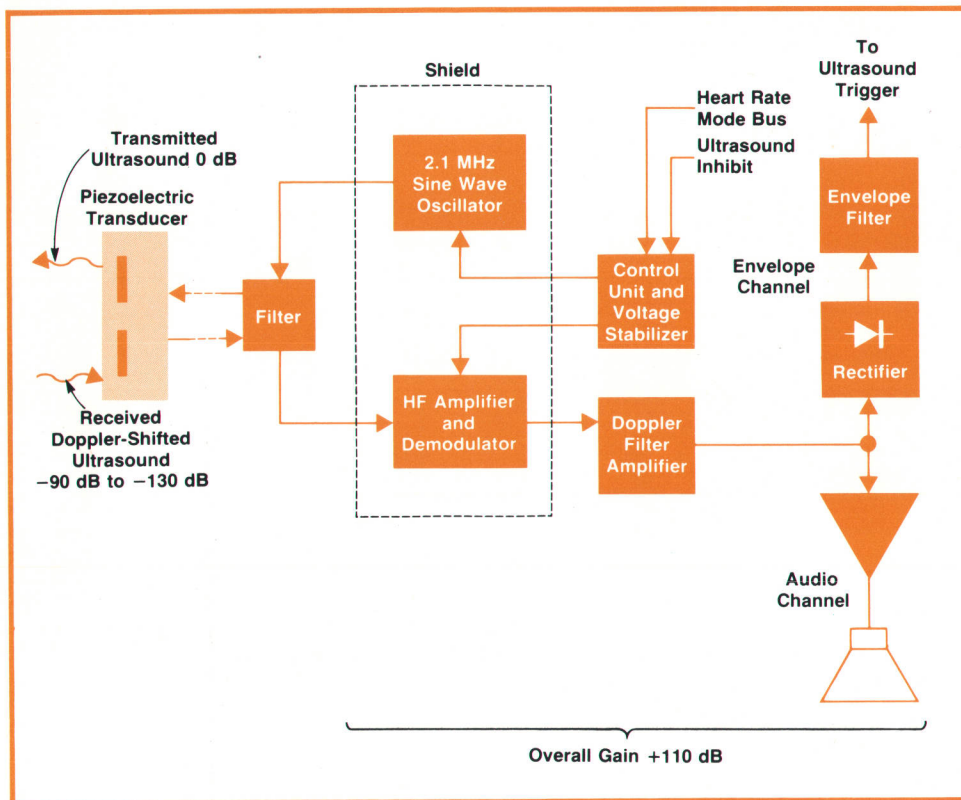 To
Ultrasound
Trigger
Shield
Heart Rate
Mode Bus
Ultrasound
Inhibit
Transmitted
Ultrasound 0 dB
Piezoelectric
Transducer
2.1 MHz
Sine Wave
Oscillator
Envelope
Filter
Envelope
Channel
Control
Unit and
Voltage
Stabilizer
Filter
Rectifier
HF Amplifier
and
Demodulator
Doppler
Filter
Amplifier
Received
Doppler-Shifted
Ultrasound
−90 dB to −130 dB
Audio
Channel
Overall Gain +110 dB